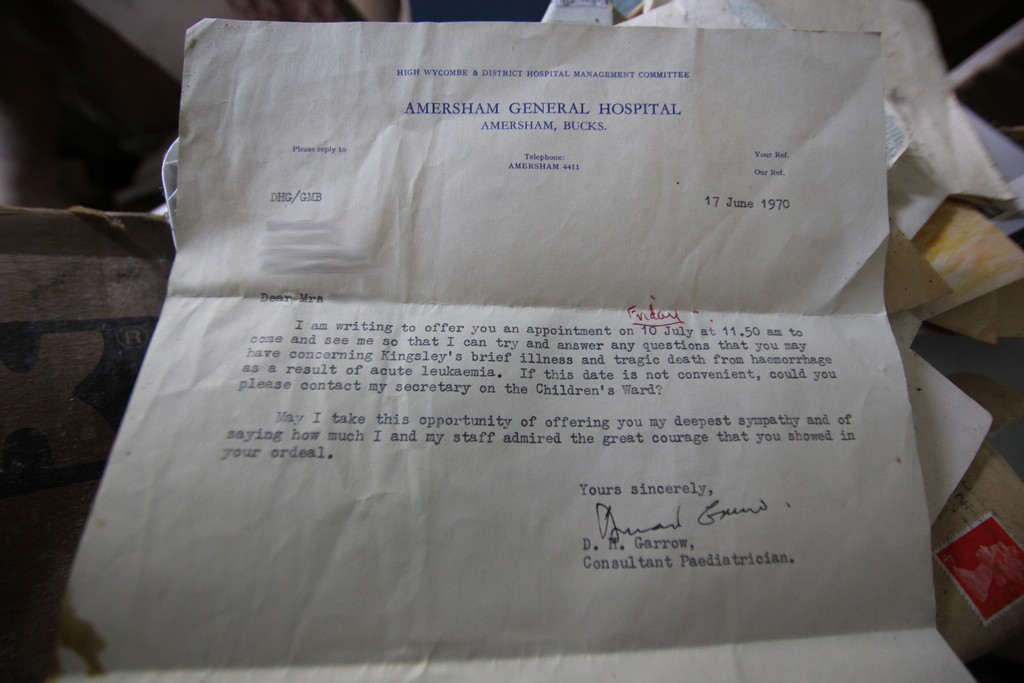 HIGH WYCOMBE & DISTRICT HOSPITAL MANAGEMENT COMMITTEE
AMERSHAM GENERAL HOSPITAL
AMERSHAM, BUCKS.
Please reply to
Telephone:
AMERSHAM 4411
Your Ref.
Our Ref.
DHG/GMB
17 June 1970
Dear Mrs
Friday
I am writing to offer you an appointment on 10 July at 11.50 am to
come and see me so that I can try and answer any questions that you may
have concerning Kingsley's brief illness and tragic death from haemorrhage
as a result of acute leukaemia. If this date is not convenient, could you
please contact my secretary on the Children's Ward?
May I take this opportunity of offering you my deepest sympathy and of
saying how much I and my staff admired the great courage that you showed in
your ordeal.
Yours sincerely,
D. H. Garrow,
Consultant Paediatrician.
®